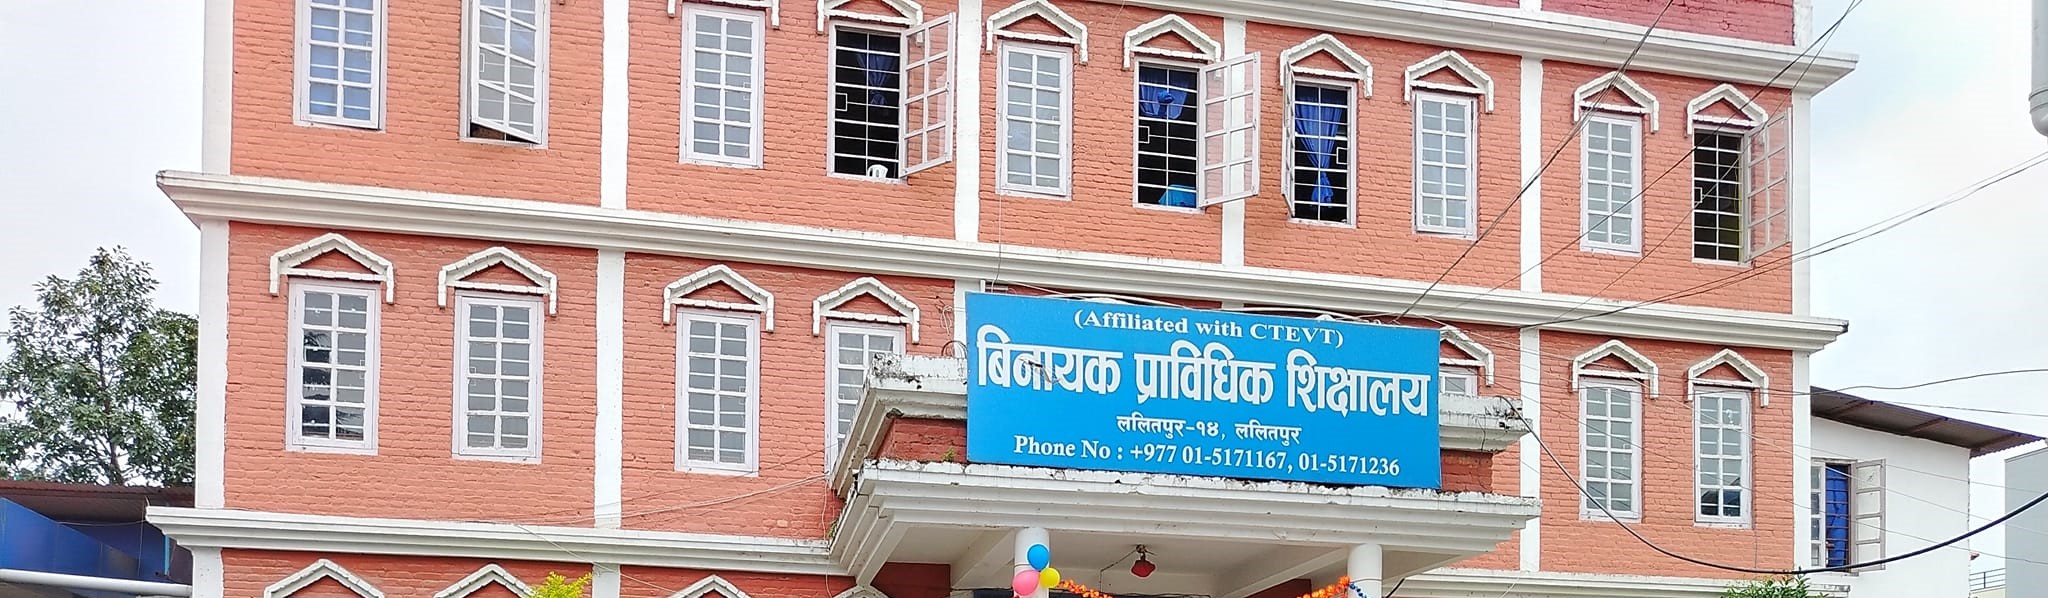 (Affiliated with CTEVT)
बिनायक प्राविधिक शिक्षालय
ललितपुर-१४, ललितपुर
Phone No : +977 01-5171167, 01-5171236